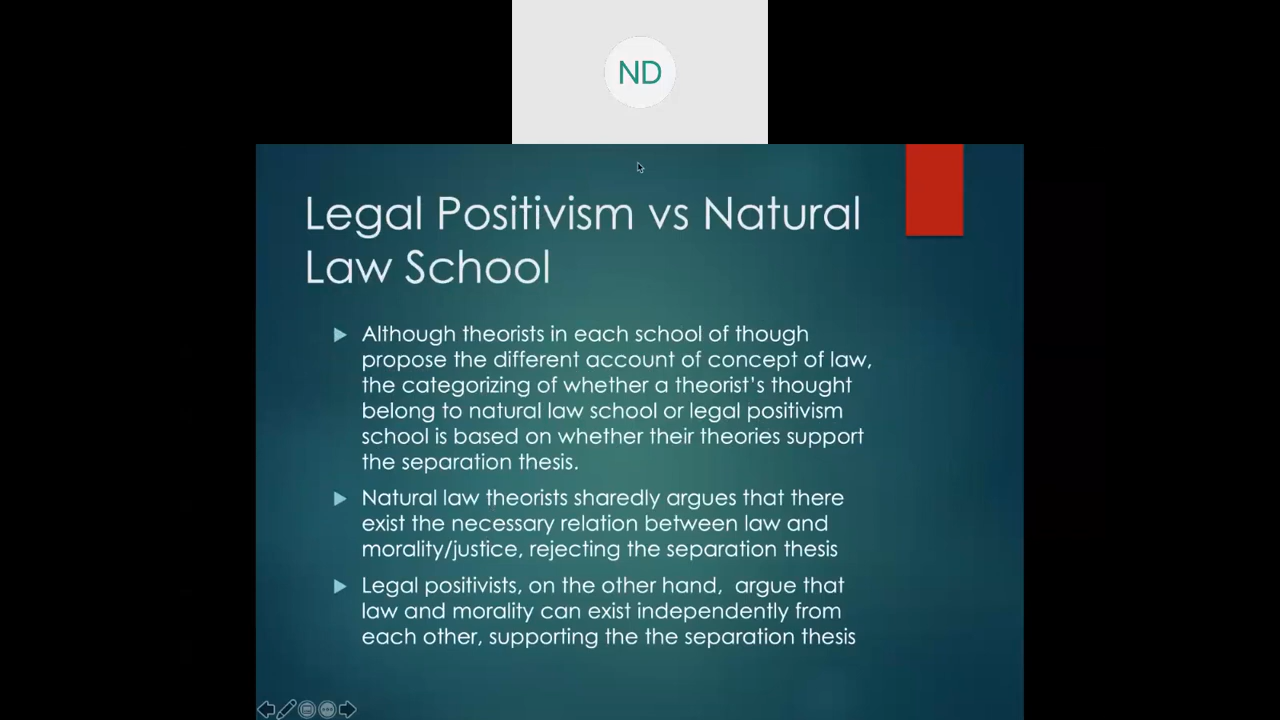 ND
Legal Positivism vs Natural
Law School
Although theorists in each school of though
propose the different account of concept of law,
the categorizing of whether a theorist's thought
belong to natural law school or legal positivism
school is based on whether their theories support
the separation thesis.
Natural law theorists sharedly argues that there
exist the necessary relation between law and
morality/justice, rejecting the separation thesis
Legal positivists, on the other hand,  argue that
law and morality can exist independently from
each other, supporting the the separation thesis